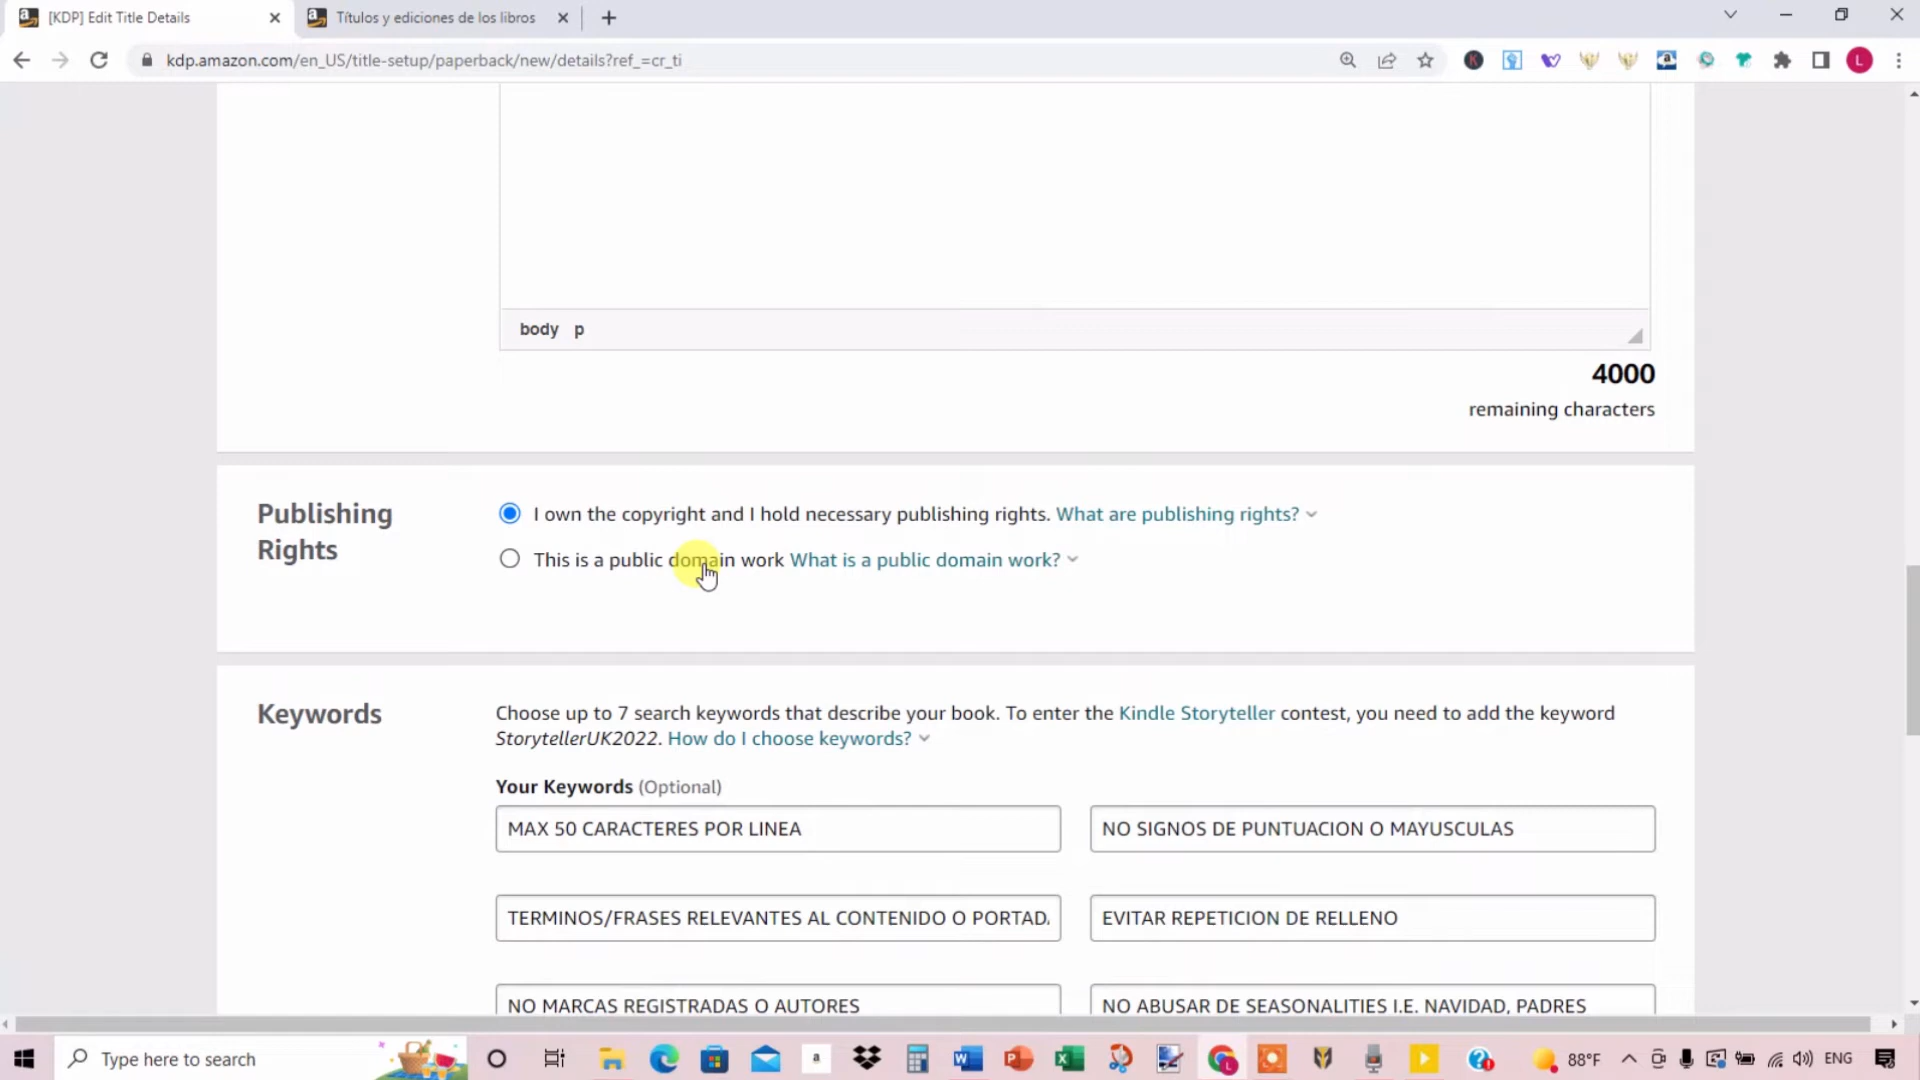 [KDP] Edit Title Details
Títulos y ediciones de los libros
kdp.amazon.com/en_US/title-setup/paperback/new/details?ref_=cr_ti
L
body p
4000
remaining characters
Publishing
Rights
I own the copyright and I hold necessary publishing rights. What are publishing rights?
This is a public domain work What is a public domain work?
Keywords
Choose up to 7 search keywords that describe your book. To enter the Kindle Storyteller contest, you need to add the keyword
StorytellerUK2022. How do I choose keywords?
Your Keywords (Optional)
MAX 50 CARACTERES POR LINEA
NO SIGNOS DE PUNTUACION O MAYUSCULAS
TERMINOS/FRASES RELEVANTES AL CONTENIDO O PORTADA
EVITAR REPETICION DE RELLENO
NO MARCAS REGISTRADAS O AUTORES
NO ABUSAR DE SEASONALITIES I.E. NAVIDAD, PADRES
Type here to search
88°F
ENG